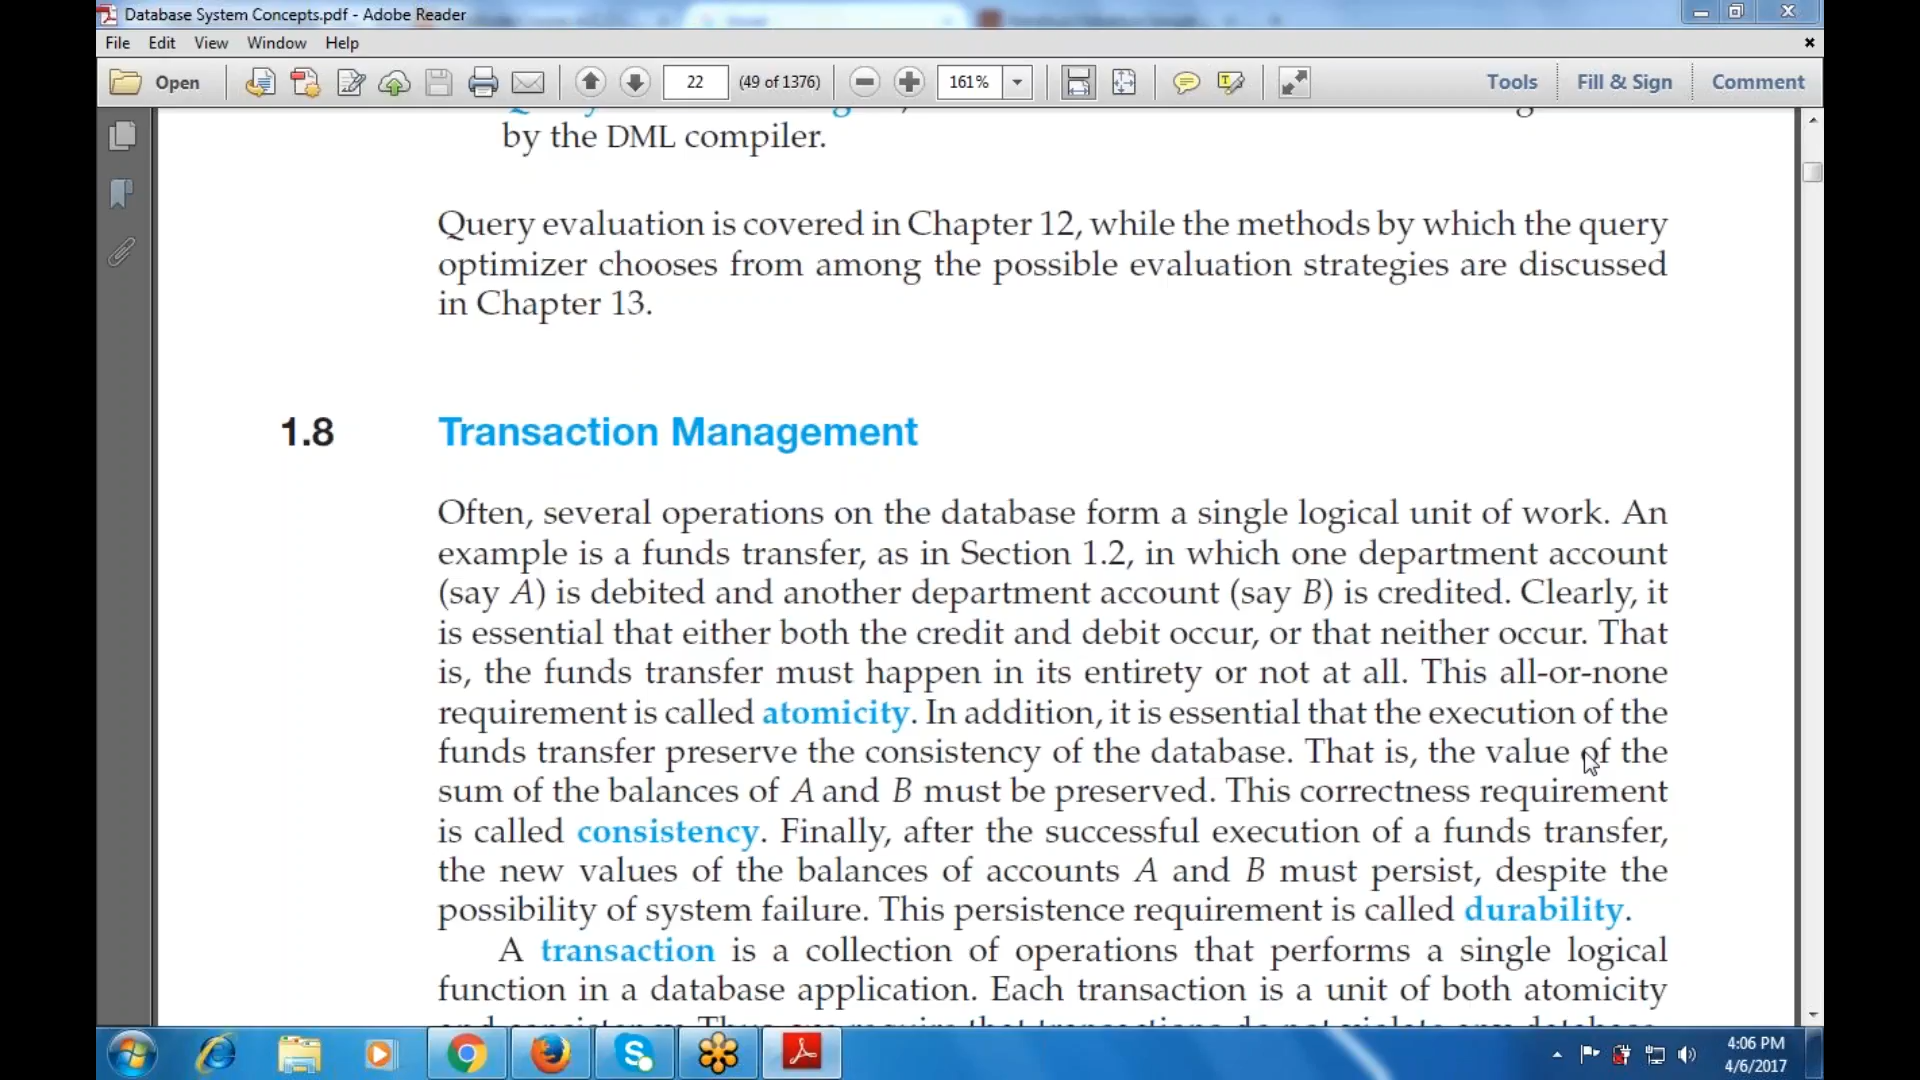 Database System Concepts.pdf - Adobe Reader
File Edit View Window Help
Open 22 (49 of 1376) 161% Tools Fill & Sign Comment
by the DML compiler.
Query evaluation is covered in Chapter 12, while the methods by which the query
optimizer chooses from among the possible evaluation strategies are discussed
in Chapter 13.
1.8 Transaction Management
Often, several operations on the database form a single logical unit of work. An
example is a funds transfer, as in Section 1.2, in which one department account
(say A) is debited and another department account (say B) is credited. Clearly, it
is essential that either both the credit and debit occur, or that neither occur. That
is, the funds transfer must happen in its entirety or not at all. This all-or-none
requirement is called atomicity. In addition, it is essential that the execution of the
funds transfer preserve the consistency of the database. That is, the value of the
sum of the balances of A and B must be preserved. This correctness requirement
is called consistency. Finally, after the successful execution of a funds transfer,
the new values of the balances of accounts A and B must persist, despite the
possibility of system failure. This persistence requirement is called durability.
A transaction is a collection of operations that performs a single logical
function in a database application. Each transaction is a unit of both atomicity
4:06 PM
4/6/2017